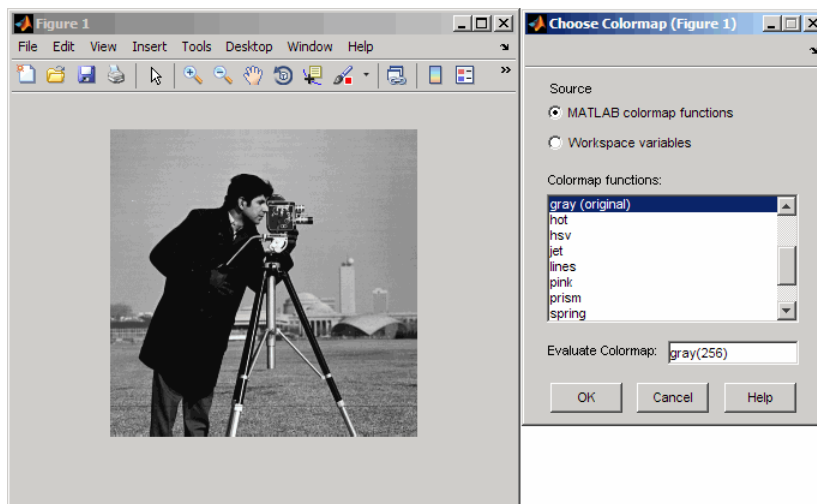 Figure 1
File Edit View Insert Tools Desktop Window Help
Choose Colormap (Figure 1)
Source
MATLAB colormap functions
Workspace variables
Colormap functions:
gray (original)
hot
hsv
jet
lines
pink
prism
spring
Evaluate Colormap: gray(256)
OK Cancel Help